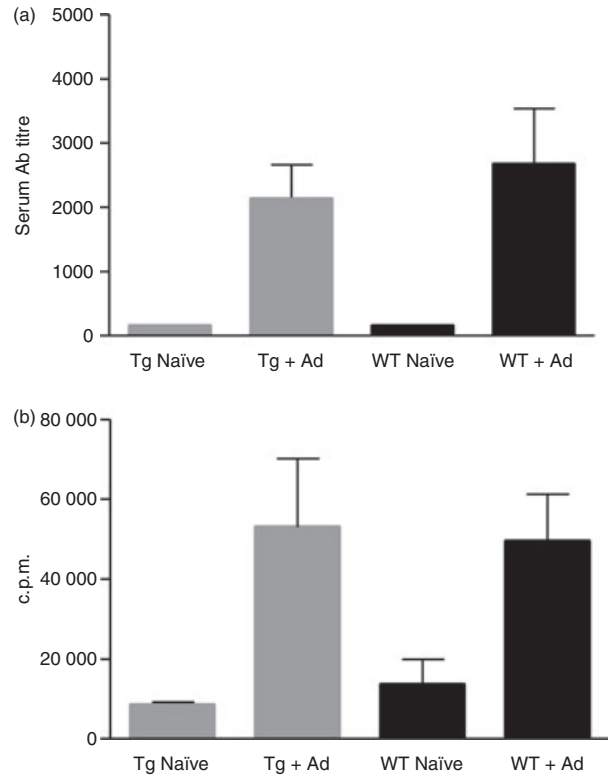 (a)
5000
4000
3000
2000
1000
0
Serum Ab titre
Tg Naïve Tg + Ad WT Naïve WT + Ad
(b)
80 000
60 000
40 000
20 000
0
c.p.m.
Tg Naïve Tg + Ad WT Naïve WT + Ad